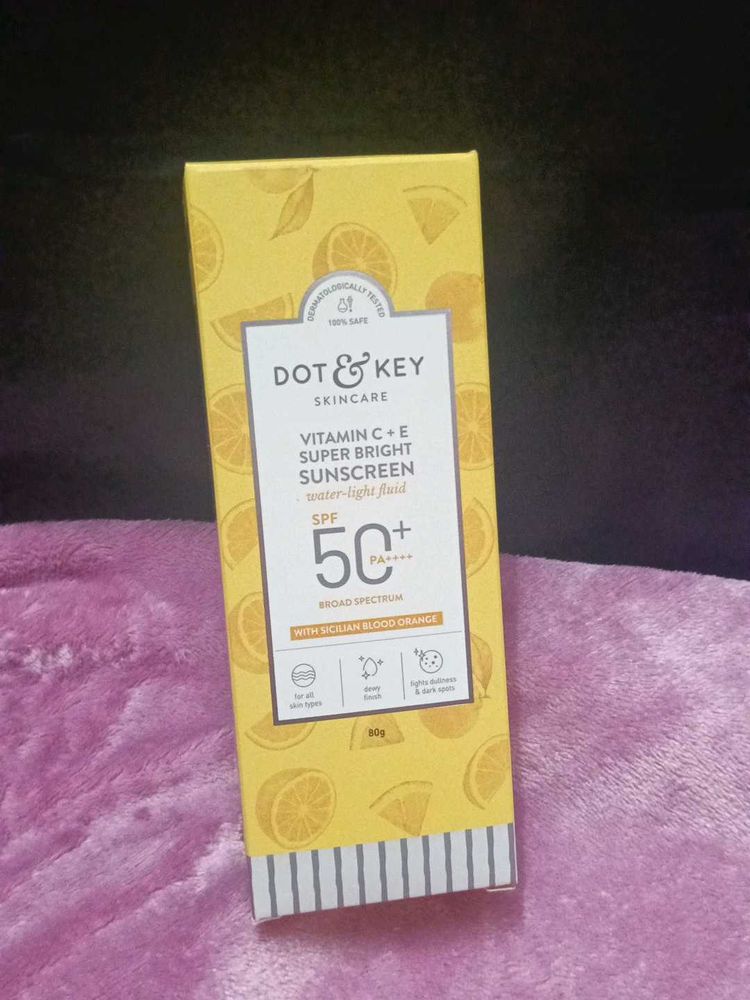 DERMATOLOGICALLY TESTED
100% SAFE
DOT & KEY
SKINCARE
VITAMIN C + E
SUPER BRIGHT
SUNSCREEN
water-light fluid
SPF
50+
PA++++
BROAD SPECTRUM
WITH SICILIAN BLOOD ORANGE
for all
skin types
dewy
finish
fights dullness
& dark spots
80g